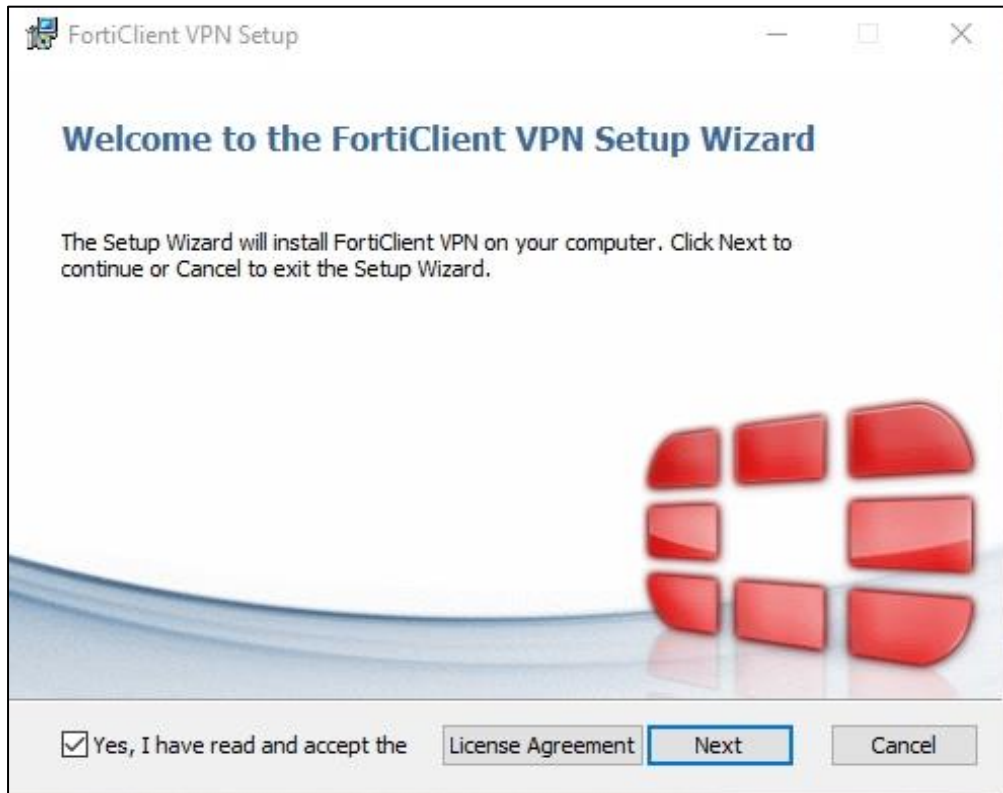 FortiClient VPN Setup
Welcome to the FortiClient VPN Setup Wizard
The Setup Wizard will install FortiClient VPN on your computer. Click Next to
continue or Cancel to exit the Setup Wizard.
Yes, I have read and accept the License Agreement Next Cancel